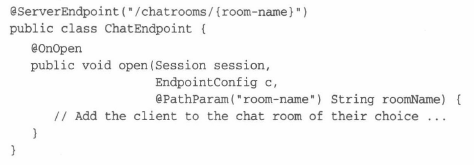 @ServerEndpoint("/chatrooms/{room-name}")
public class ChatEndpoint {
   @OnOpen
   public void open(Session session,
                    EndpointConfig c,
                    @PathParam("room-name") String roomName) {
      // Add the client to the chat room of their choice ...
   }
}